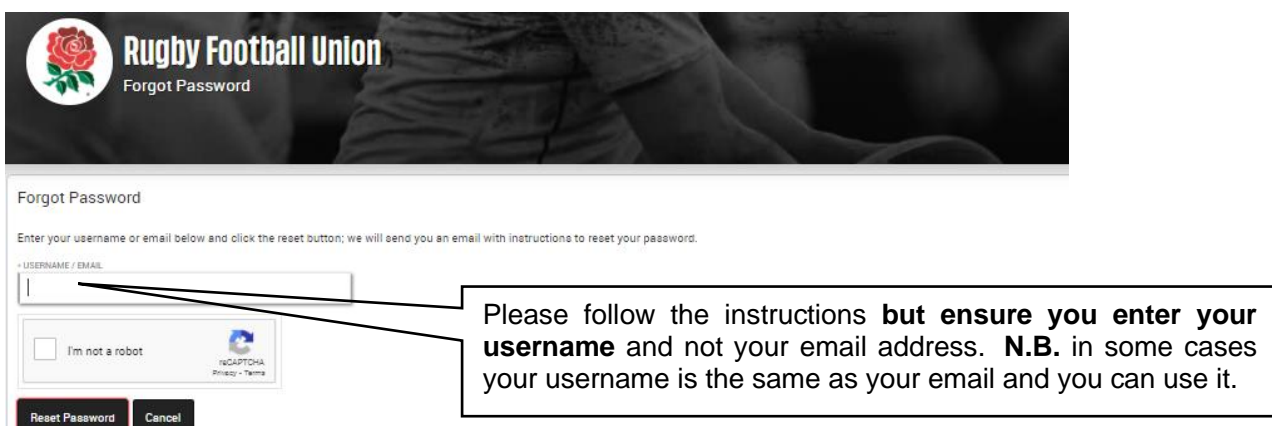 Rugby Football Union
Forgot Password
Forgot Password
Enter your username or email below and click the reset button; we will send you an email with instructions to reset your password.
* USERNAME / EMAIL
Please follow the instructions but ensure you enter your
username and not your email address. N.B. in some cases
your username is the same as your email and you can use it.
I'm not a robot
reCAPTCHA
Privacy - Terms
Reset Password Cancel